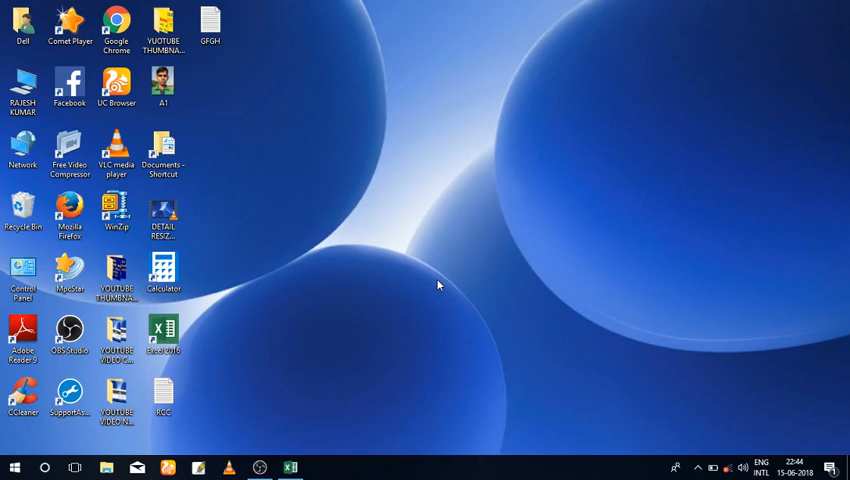 Dell
Comet Player
Google
Chrome
YUOTUBE
THUMBNA...
GFGH
RAJESH
KUMAR
Facebook
UC Browser
A1
Network
Free Video
Compressor
VLC media
player
Documents -
Shortcut
Recycle Bin
Mozilla
Firefox
WinZip
DETAIL
RESIZ...
Control
Panel
MpcStar
YOUTUBE
THUMBNA...
Calculator
Adobe
Reader 9
OBS Studio
YOUTUBE
VIDEO C...
Excel 2016
CCleaner
SupportAs...
YOUTUBE
VIDEO N...
RCC
ENG
INTL
22:44
15-06-2018
1